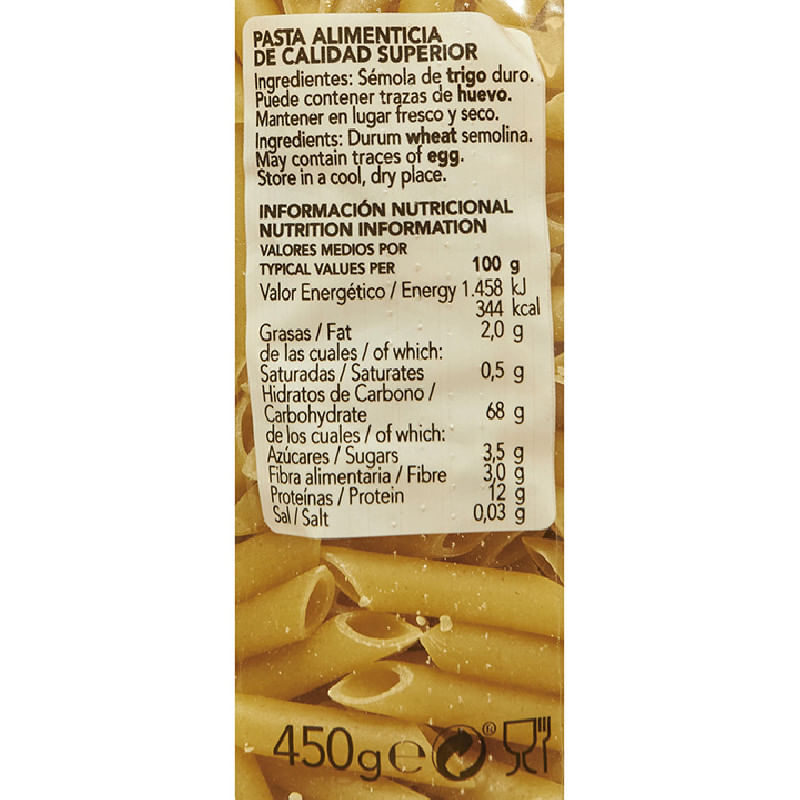 PASTA ALIMENTICIA
DE CALIDAD SUPERIOR
Ingredientes: Sémola de trigo duro.
Puede contener trazas de huevo.
Mantener en lugar fresco y seco.
Ingredients: Durum wheat semolina.
May contain traces of egg.
Store in a cool, dry place.
INFORMACIÓN NUTRICIONAL
NUTRITION INFORMATION
VALORES MEDIOS POR
TYPICAL VALUES PER 100 g
Valor Energético / Energy 1.458 kJ
344 kcal
Grasas / Fat 2,0 g
de las cuales / of which:
Saturadas / Saturates 0,5 g
Hidratos de Carbono /
Carbohydrate 68 g
de los cuales / of which:
Azúcares / Sugars 3,5 g
Fibra alimentaria / Fibre 3,0 g
Proteínas / Protein 12 g
Sal / Salt 0,03 g
450g e ®